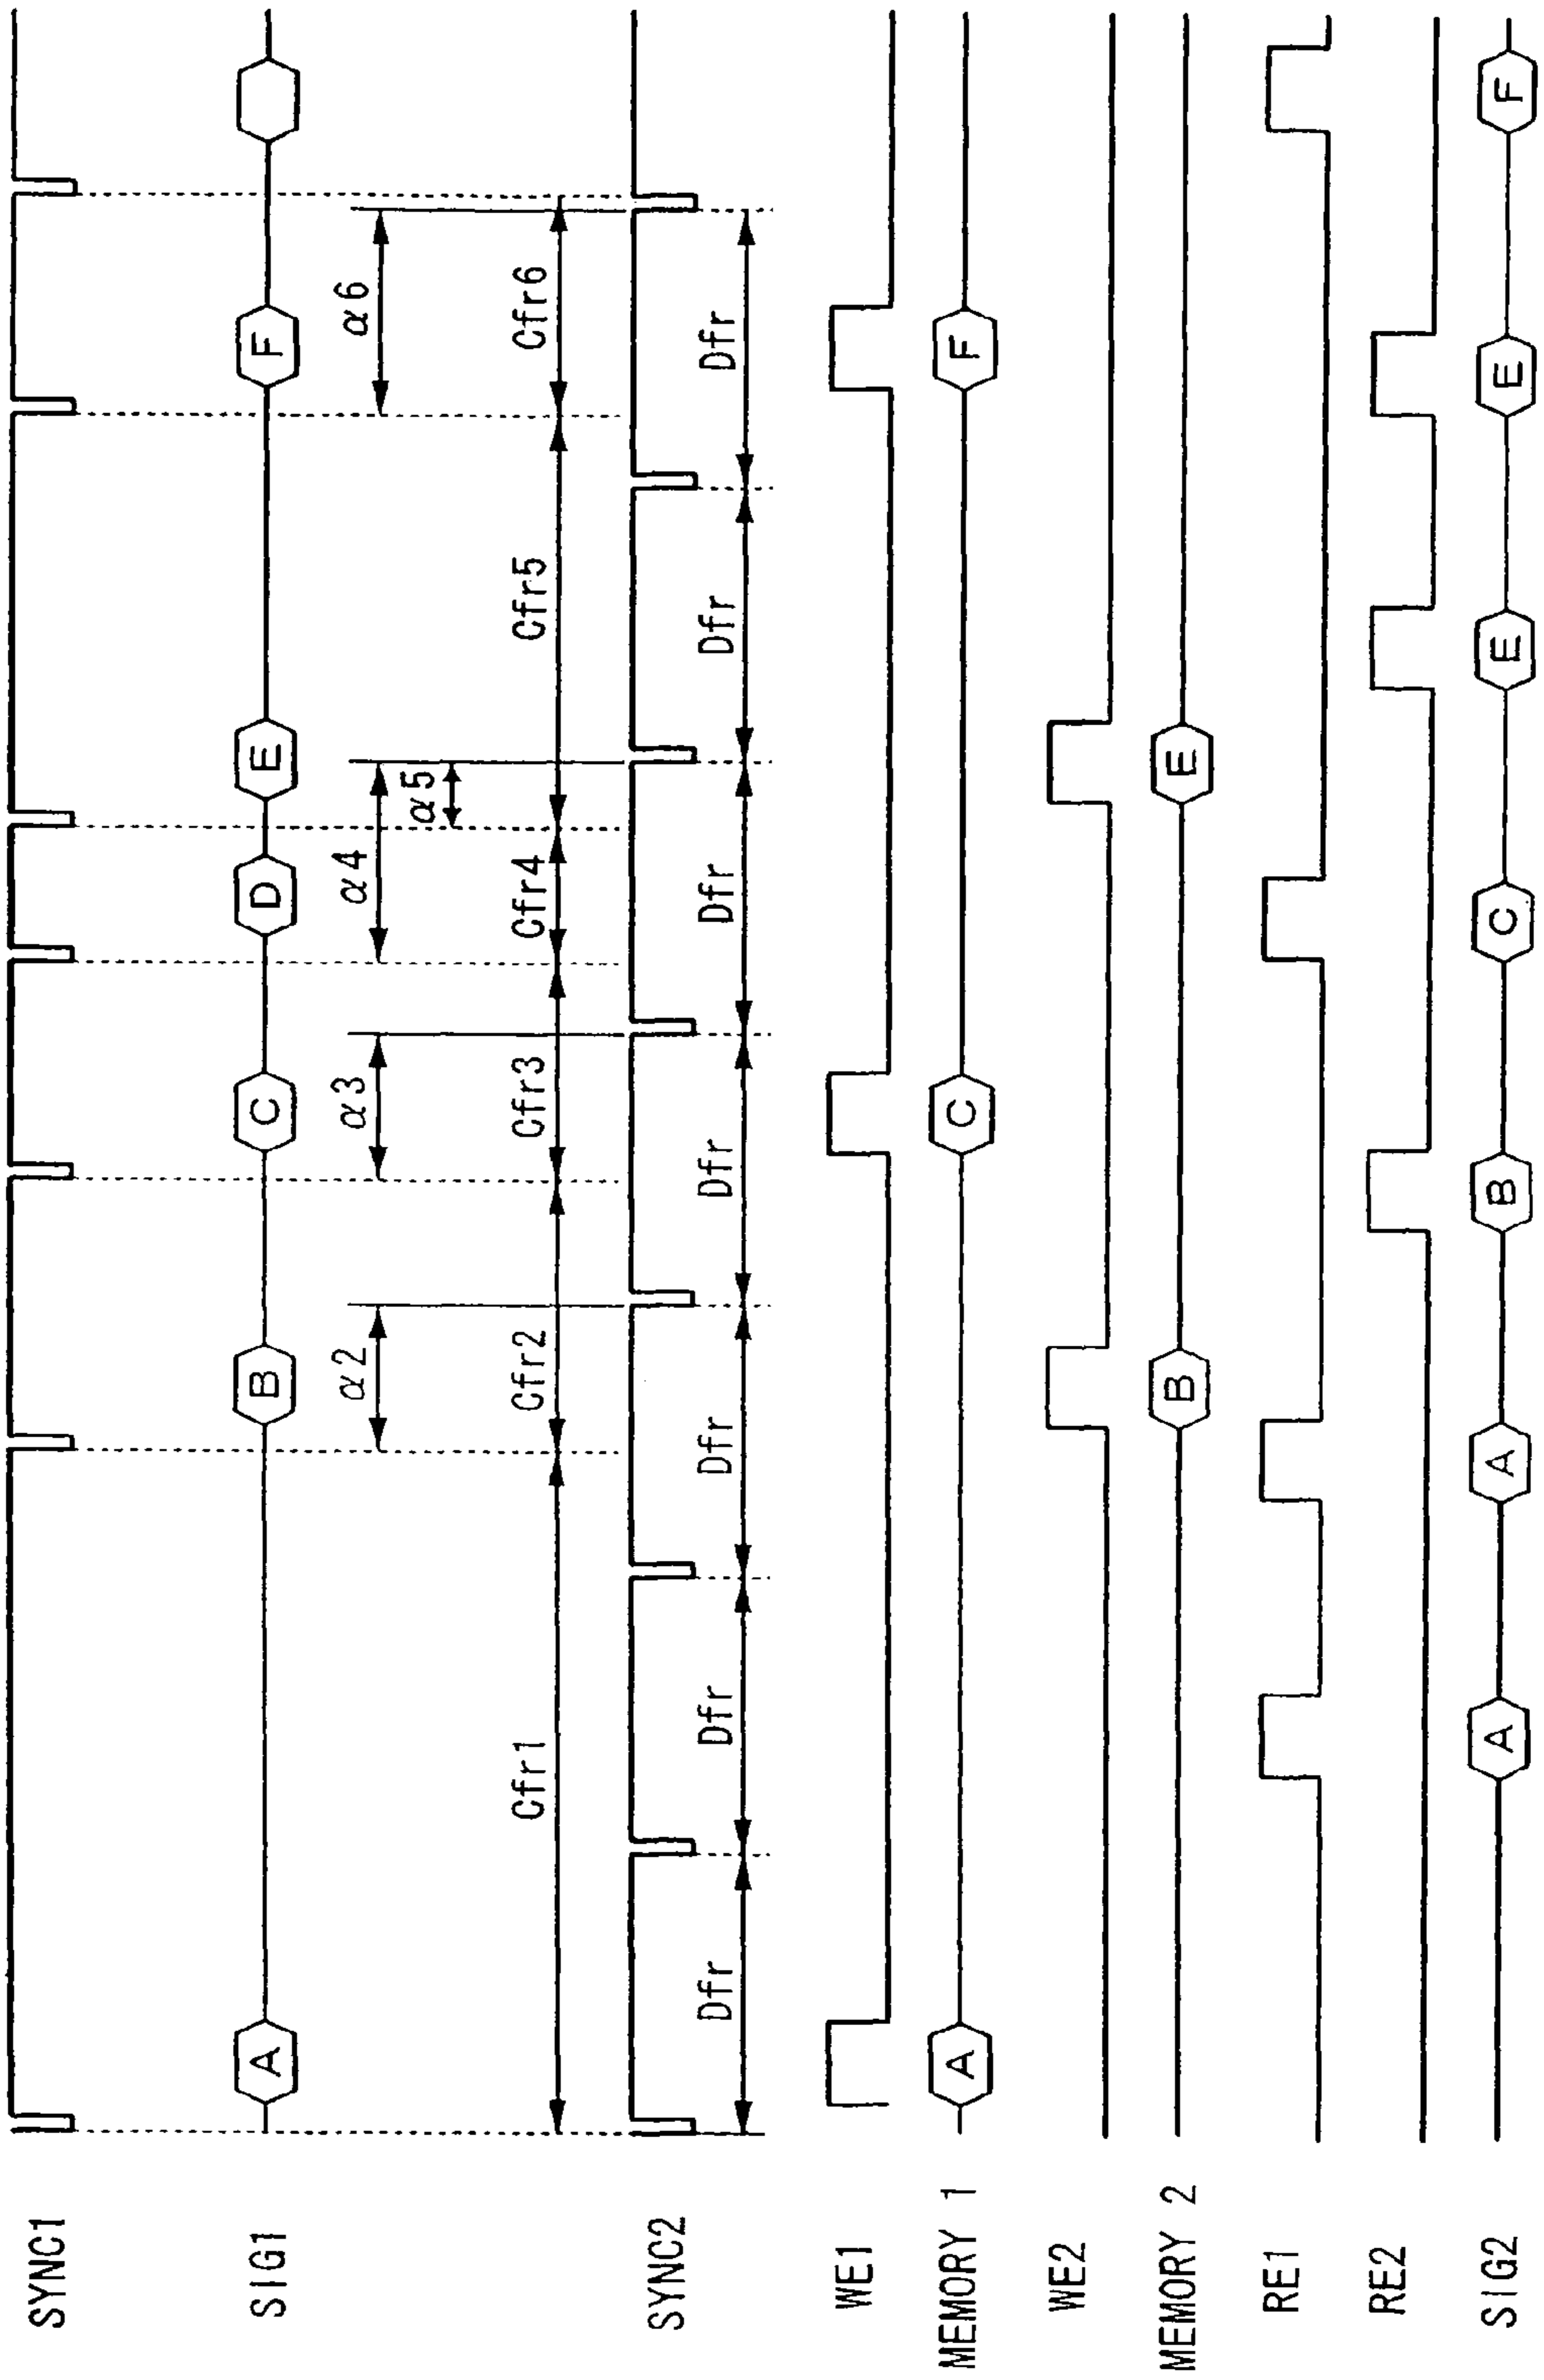 SYNC1
SIG1 A B C D E F
α2 α3 α4 α6
α5
Cfr1 Cfr2 Cfr3 Cfr4 Cfr5 Cfr6
SYNC2
Dfr Dfr Dfr Dfr Dfr Dfr Dfr
WE1
MEMORY 1 A C F
WE2
MEMORY 2 B E
RE1
RE2
SIG2 A A B C E E F